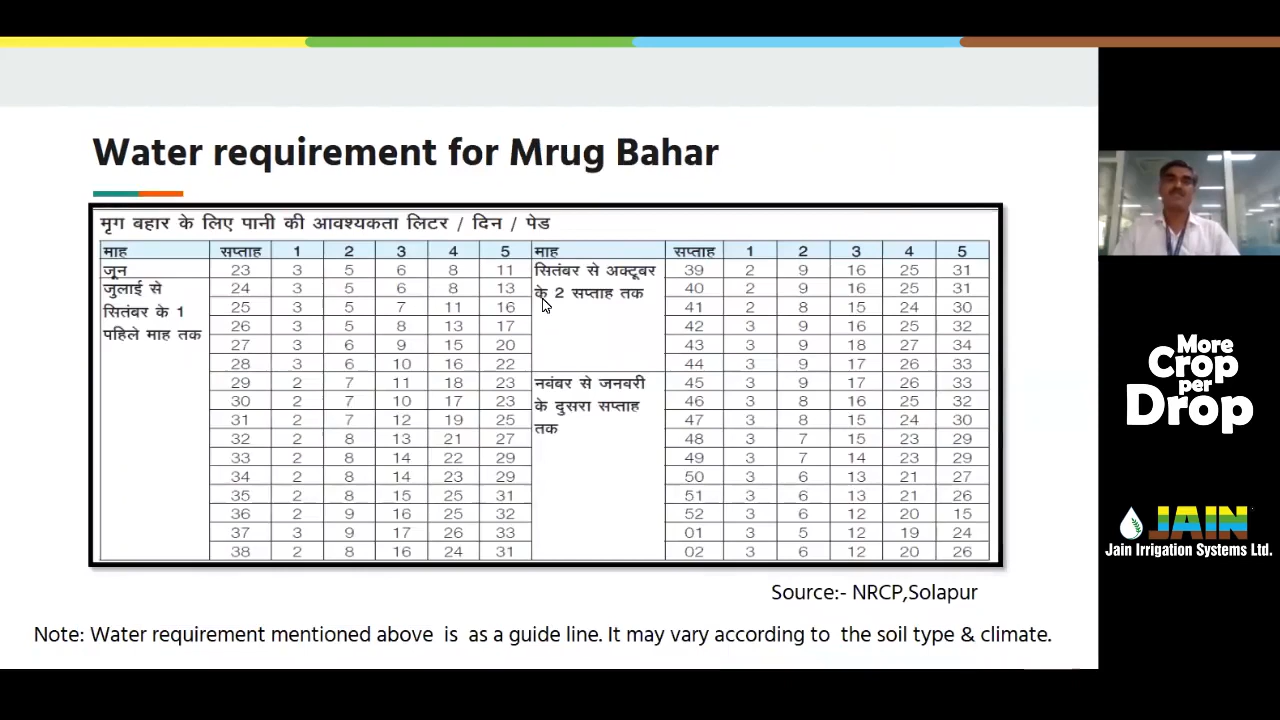 Water requirement for Mrug Bahar
मृग बहार के लिए पानी की आवश्यकता लिटर / दिन / पेड
माह सप्ताह 1 2 3 4 5 माह सप्ताह 1 2 3 4 5
जून 23 3 5 6 8 11 सितंबर से अक्टूबर 39 2 9 16 25 31
जुलाई से 24 3 5 6 8 13 के 2 सप्ताह तक 40 2 9 16 25 31
सितंबर के 1 25 3 5 7 11 16 41 2 8 15 24 30
पहिले माह तक 26 3 5 8 13 17 42 3 9 16 25 32
27 3 6 9 15 20 43 3 9 18 27 34
28 3 6 10 16 22 44 3 9 17 26 33
29 2 7 11 18 23 नवंबर से जनबरी 45 3 9 17 26 33
30 2 7 10 17 23 के दुसरा सप्ताह 46 3 8 16 25 32
31 2 7 12 19 25 तक 47 3 8 15 24 30
32 2 8 13 21 27 48 3 7 15 23 29
33 2 8 14 22 29 49 3 7 14 23 29
34 2 8 14 23 29 50 3 6 13 21 27
35 2 8 15 25 31 51 3 6 13 21 26
36 2 9 16 25 32 52 3 6 12 20 15
37 3 9 17 26 33 01 3 5 12 19 24
38 2 8 16 24 31 02 3 6 12 20 26
Source:- NRCP,Solapur
Note: Water requirement mentioned above is as a guide line. It may vary according to the soil type & climate.
More
Crop
per
Drop
JAIN
Jain Irrigation Systems Ltd.